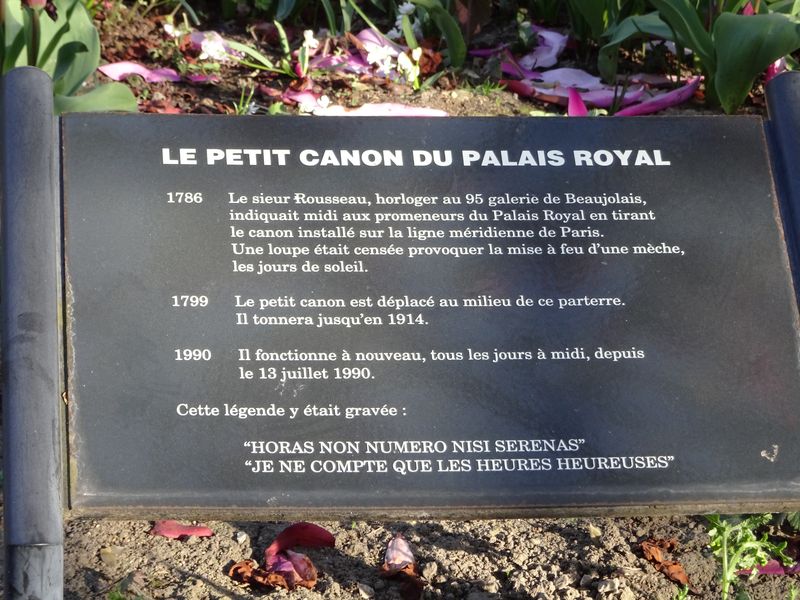 LE PETIT CANON DU PALAIS ROYAL
1786 Le sieur Rousseau, horloger au 95 galerie de Beaujolais,
indiquait midi aux promeneurs du Palais Royal en tirant
le canon installé sur la ligne méridienne de Paris.
Une loupe était censée provoquer la mise à feu d'une mèche,
les jours de soleil.
1799 Le petit canon est déplacé au milieu de ce parterre.
Il tonnera jusqu'en 1914.
1990 Il fonctionne à nouveau, tous les jours à midi, depuis
le 13 juillet 1990.
Cette légende y était gravée :
“HORAS NON NUMERO NISI SERENAS”
“JE NE COMPTE QUE LES HEURES HEUREUSES”